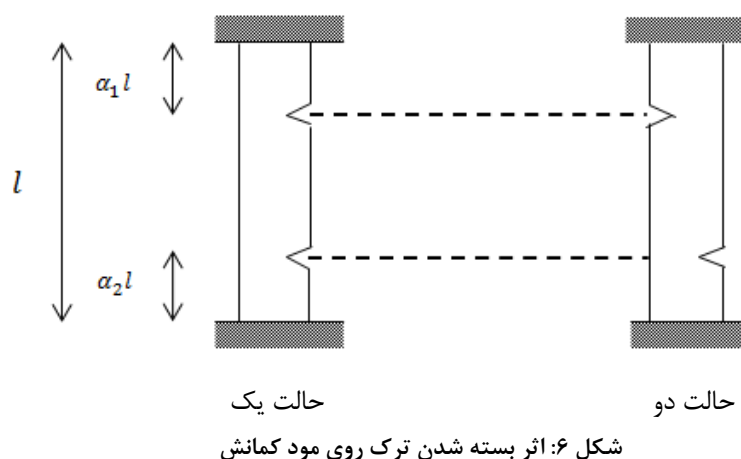 α₁l
l
α₂l
حالت یک
حالت دو
شکل ۶: اثر بسته شدن ترک روی مود کمانش